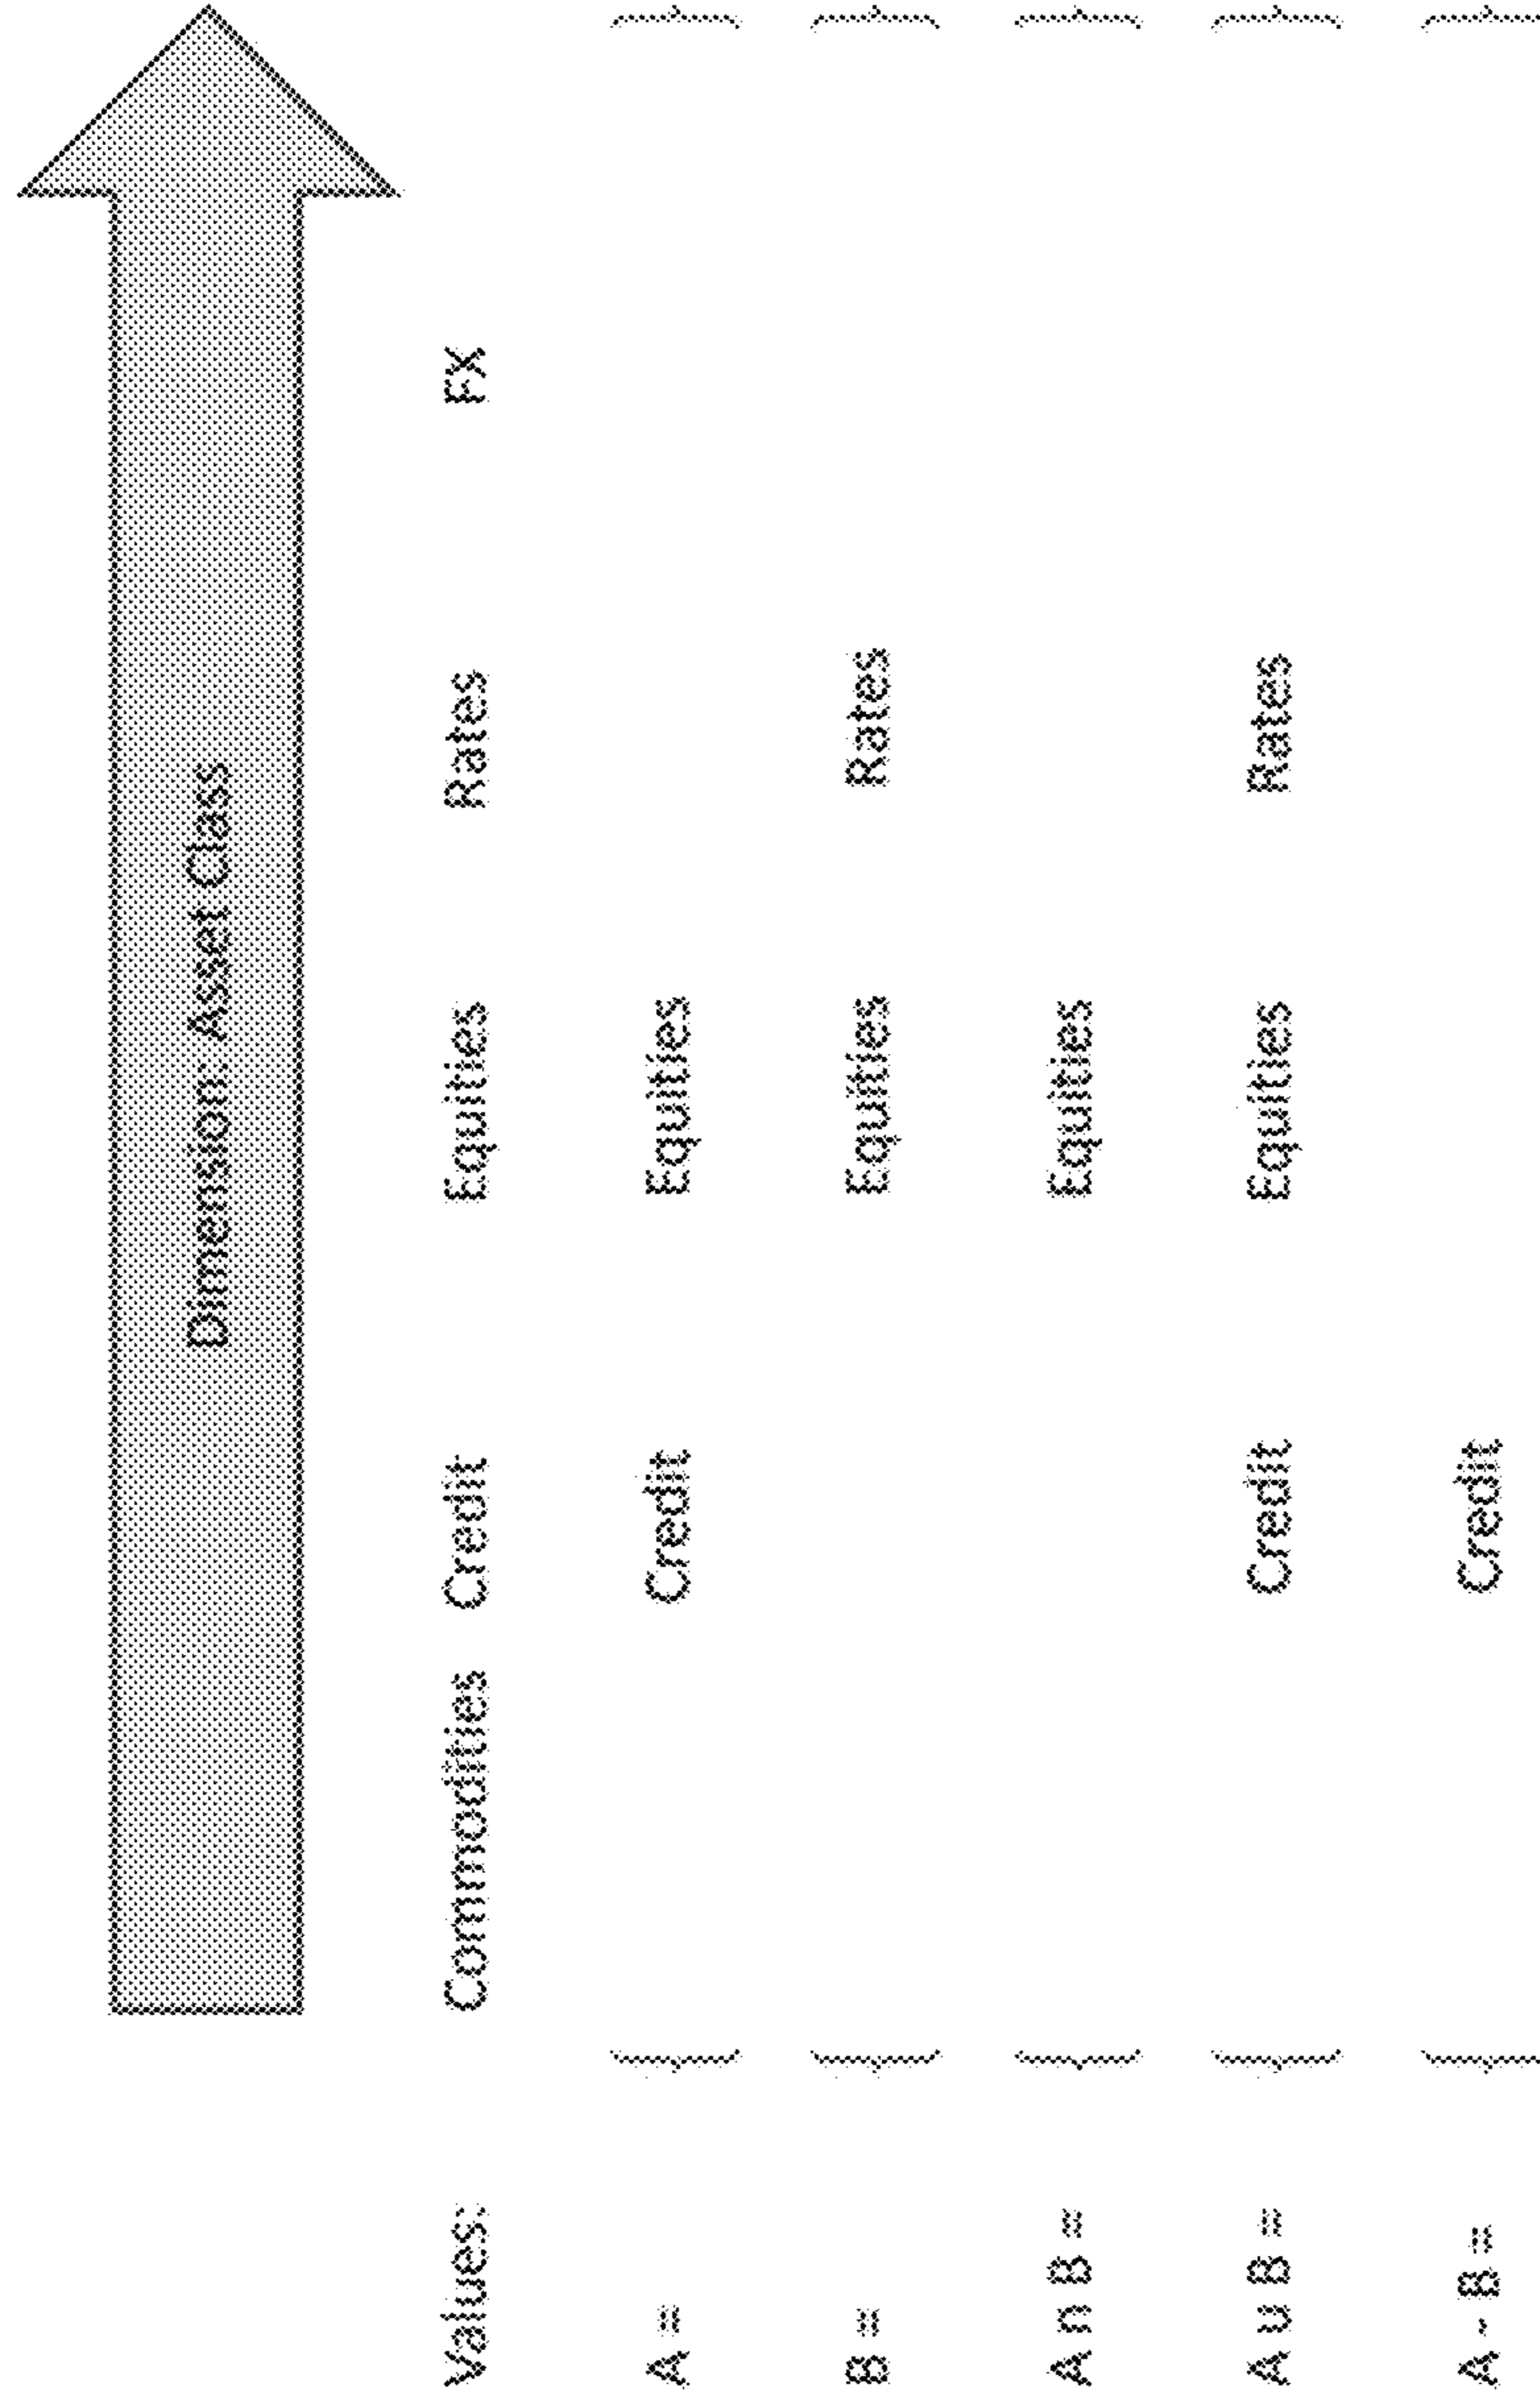 Dimension: Asset Class
Values: Commodities Credit Equities Rates FX
A = { Credit Equities }
B = { Equities Rates }
A n B = { Equities }
A u B = { Credit Equities Rates }
A - B = { Credit }